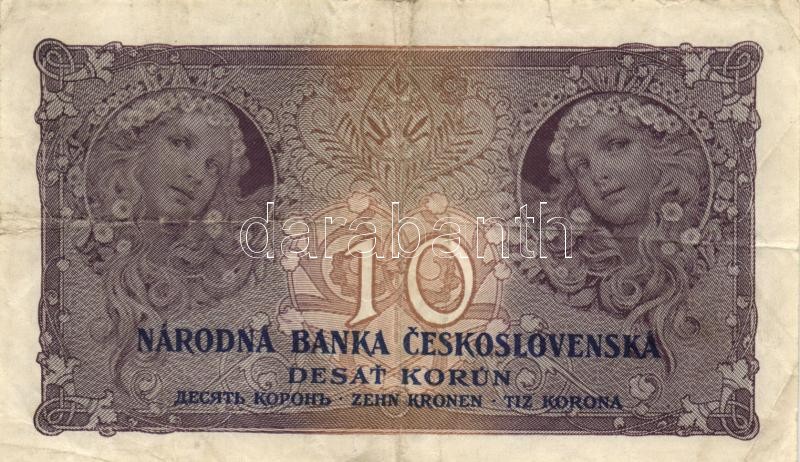 darabanth
10
NÁRODNÁ BANKA ČESKOSLOVENSKÁ
DESAŤ KORÚN
ДЕСЯТЬ КОРОНЪ · ZEHN KRONEN · TIZ KORONA